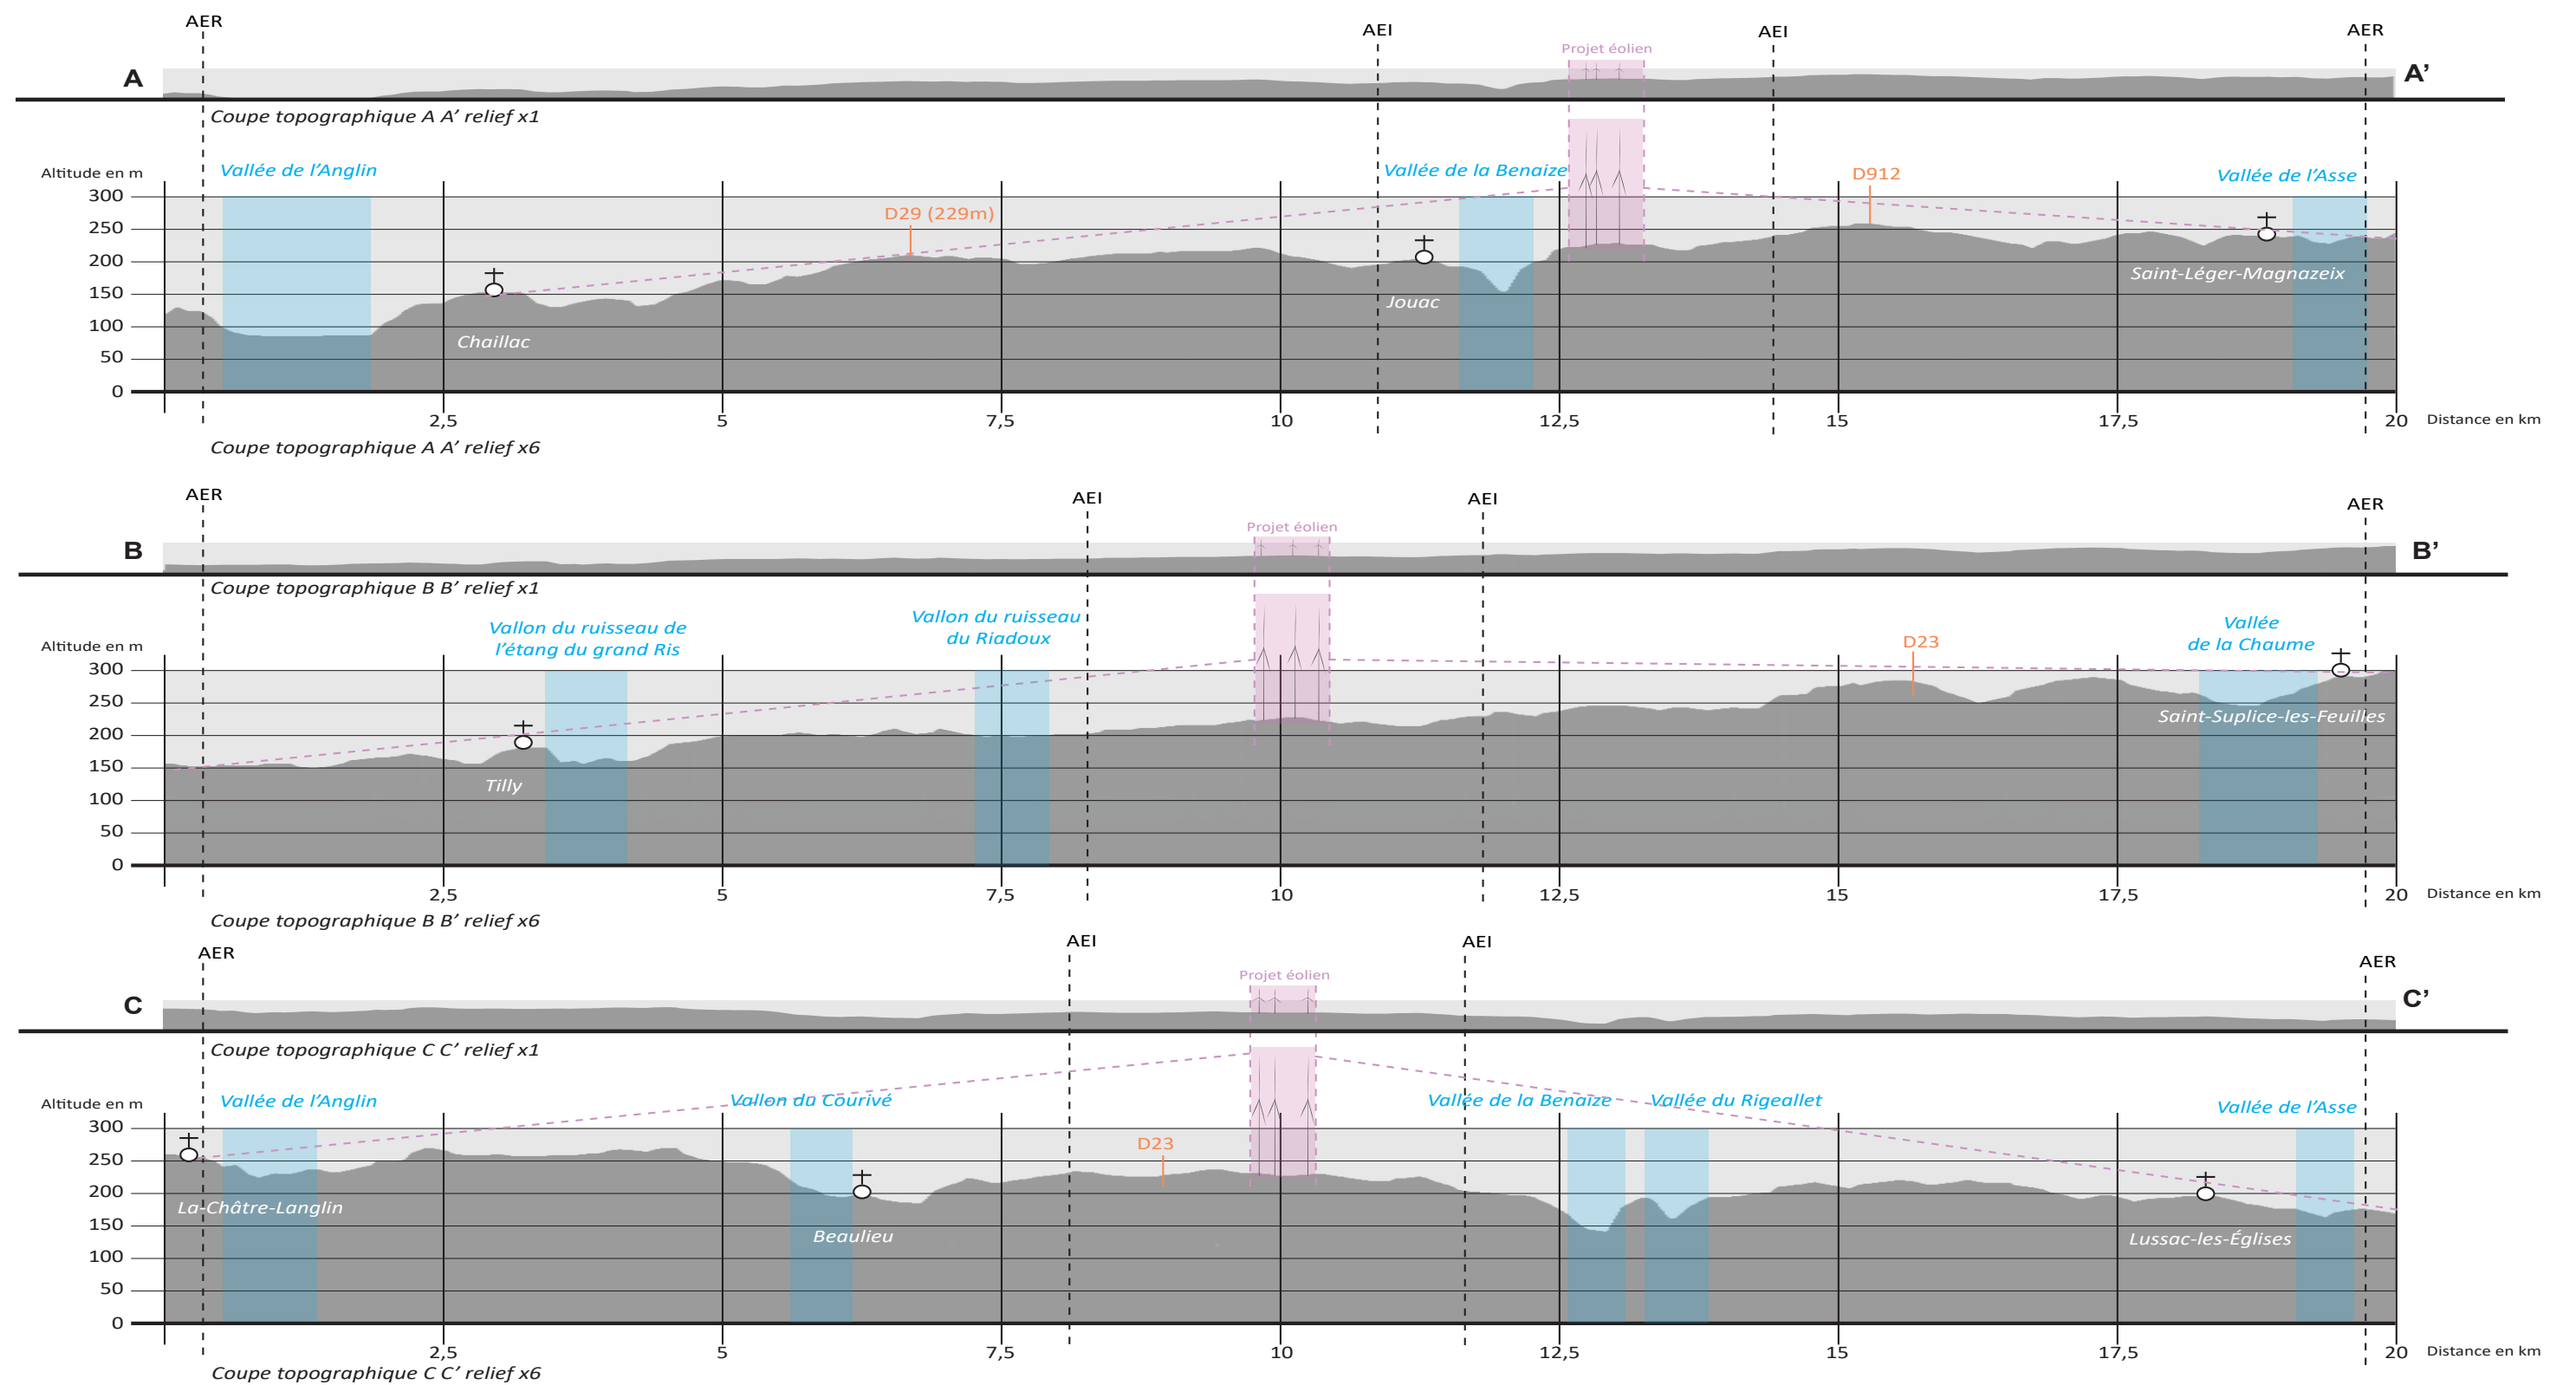 AER
AEI
AEI
AER
Projet éolien
A
A’
Coupe topographique A A’ relief x1
Altitude en m
Vallée de l’Anglin
Vallée de la Benaize
D912
Vallée de l’Asse
D29 (229m)
300
250
200
150
100
50
0
Chaillac
Jouac
Saint-Léger-Magnazeix
2,5
5
7,5
10
12,5
15
17,5
20
Distance en km
Coupe topographique A A’ relief x6
AER
AEI
AEI
AER
Projet éolien
B
B’
Coupe topographique B B’ relief x1
Altitude en m
Vallon du ruisseau de
l’étang du grand Ris
Vallon du ruisseau
du Riadoux
D23
Vallée
de la Chaume
300
250
200
150
100
50
0
Tilly
Saint-Suplice-les-Feuilles
2,5
5
7,5
10
12,5
15
17,5
20
Distance en km
Coupe topographique B B’ relief x6
AER
AEI
AEI
AER
Projet éolien
C
C’
Coupe topographique C C’ relief x1
Altitude en m
Vallée de l’Anglin
Vallon du Courivé
Vallée de la Benaize
Vallée du Rigeallet
Vallée de l’Asse
D23
300
250
200
150
100
50
0
La-Châtre-Langlin
Beaulieu
Lussac-les-Églises
2,5
5
7,5
10
12,5
15
17,5
20
Distance en km
Coupe topographique C C’ relief x6